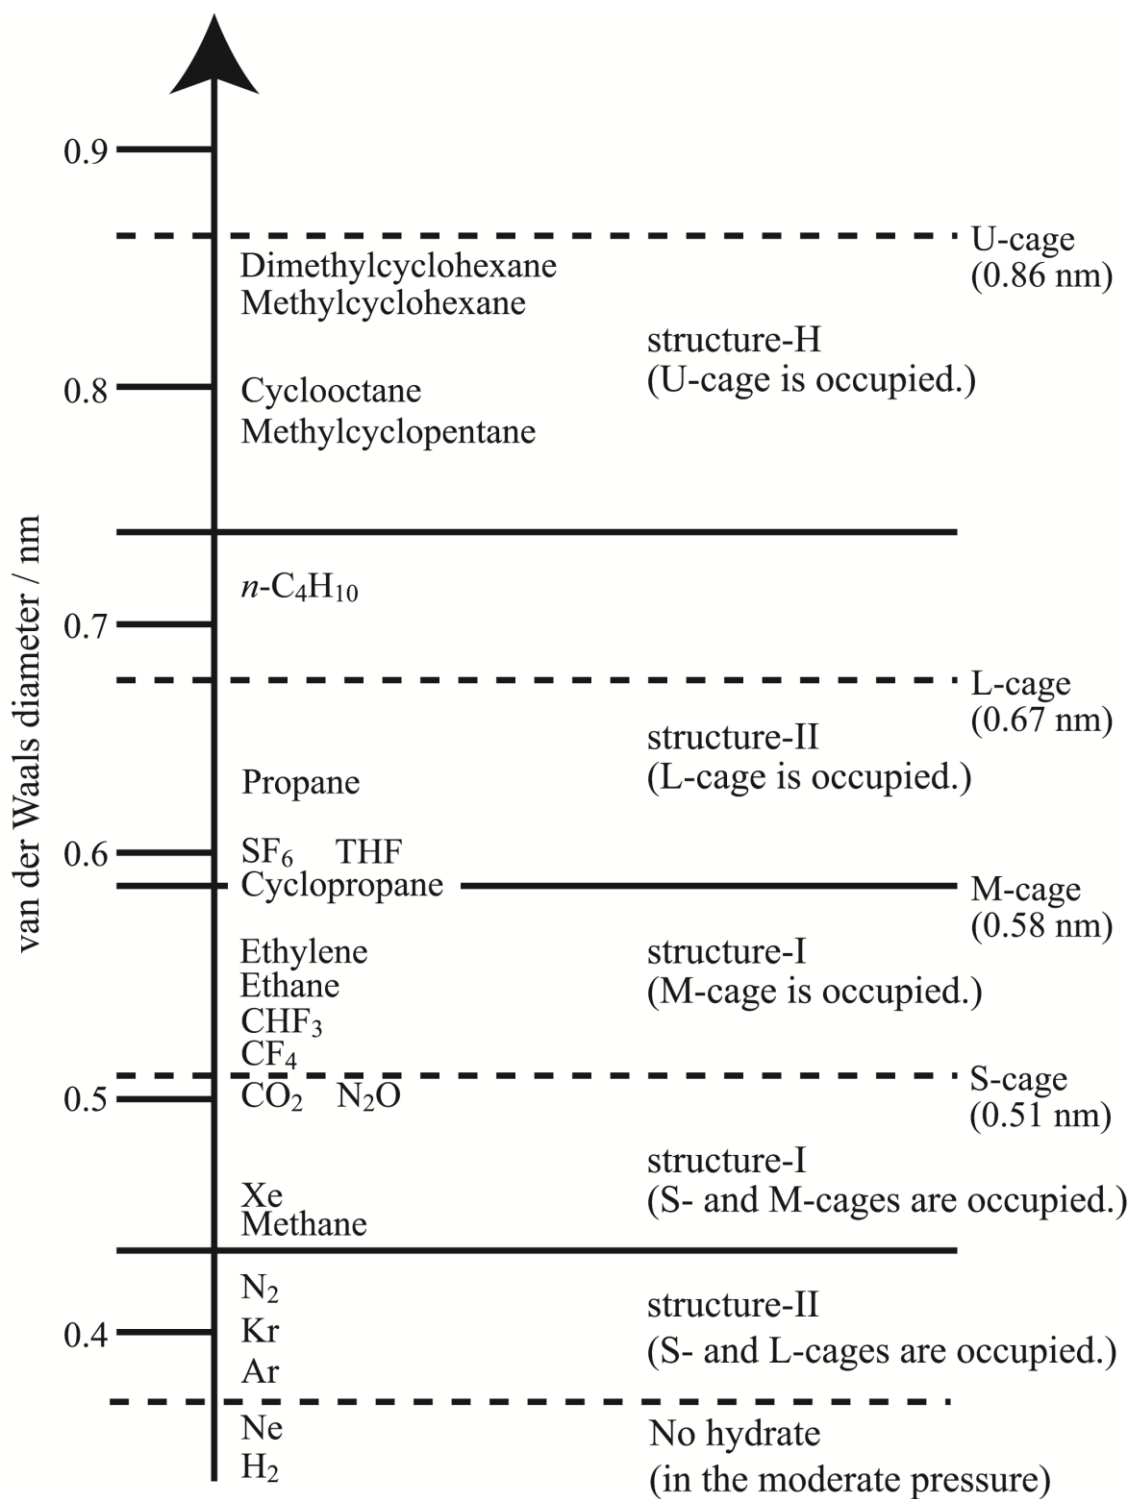 0.9
U-cage
(0.86 nm)
Dimethylcyclohexane
Methylcyclohexane
structure-H
(U-cage is occupied.)
0.8
Cyclooctane
Methylcyclopentane
van der Waals diameter / nm
n-C₄H₁₀
0.7
L-cage
(0.67 nm)
structure-II
(L-cage is occupied.)
Propane
0.6
SF₆ THF
Cyclopropane
M-cage
(0.58 nm)
Ethylene
Ethane
CHF₃
CF₄
structure-I
(M-cage is occupied.)
S-cage
(0.51 nm)
0.5
CO₂ N₂O
structure-I
(S- and M-cages are occupied.)
Xe
Methane
N₂
Kr
Ar
0.4
structure-II
(S- and L-cages are occupied.)
Ne
H₂
No hydrate
(in the moderate pressure)